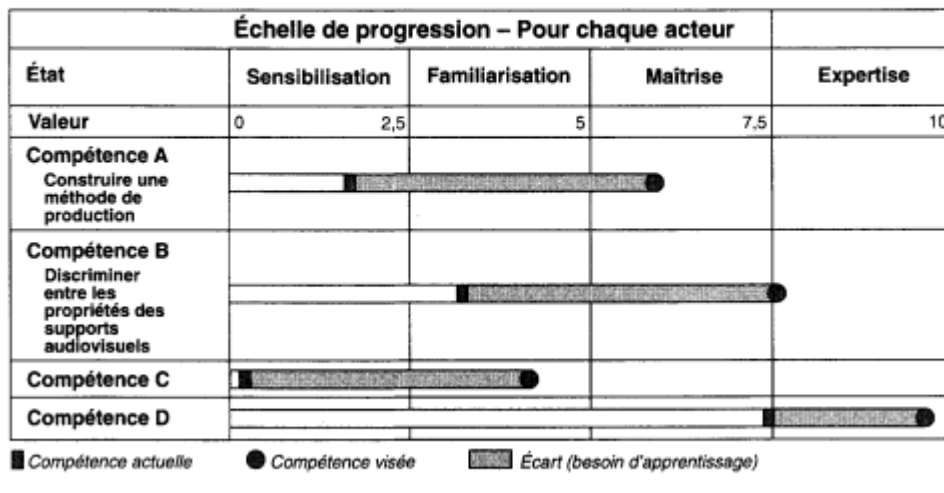 Échelle de progression – Pour chaque acteur
État Sensibilisation Familiarisation Maîtrise Expertise
Valeur 0 2,5 5 7,5 10
Compétence A
Construire une
méthode de
production
Compétence B
Discriminer
entre les
propriétés des
supports
audiovisuels
Compétence C
Compétence D
Compétence actuelle Compétence visée Écart (besoin d'apprentissage)